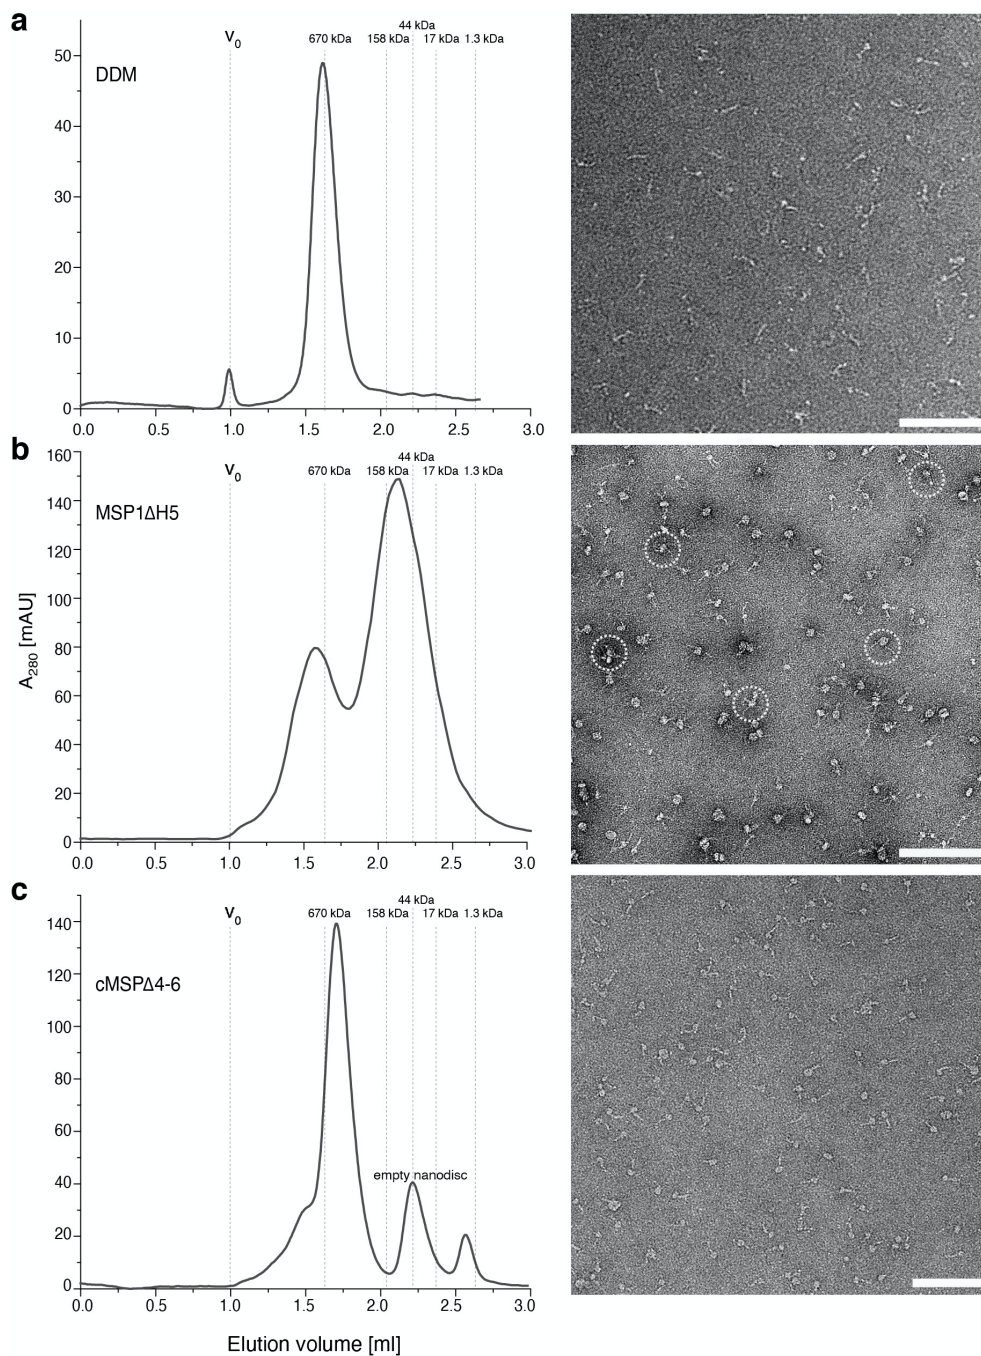 a
V0
44 kDa
670 kDa 158 kDa 17 kDa 1.3 kDa
DDM
50
40
30
20
10
0
0.0 0.5 1.0 1.5 2.0 2.5 3.0
b
V0
44 kDa
670 kDa 158 kDa 17 kDa 1.3 kDa
MSP1ΔH5
160
140
120
100
80
60
40
20
0
0.0 0.5 1.0 1.5 2.0 2.5 3.0
A280 [mAU]
c
V0
44 kDa
670 kDa 158 kDa 17 kDa 1.3 kDa
cMSPΔ4-6
140
120
100
80
60
40
20
0
empty nanodisc
0.0 0.5 1.0 1.5 2.0 2.5 3.0
Elution volume [ml]